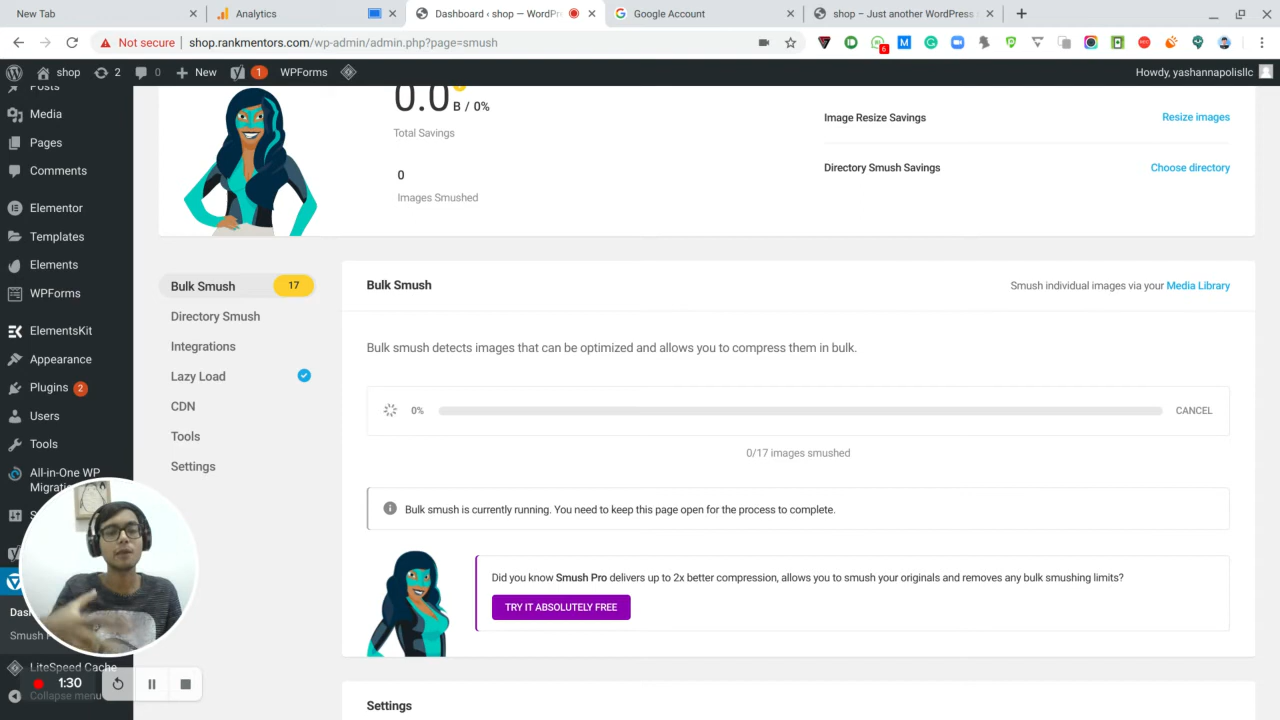 New Tab
Analytics
Dashboard ‹ shop — WordPr
Google Account
shop – Just another WordPress
Not secure
shop.rankmentors.com/wp-admin/admin.php?page=smush
6
shop
2
0
New
1
WPForms
Howdy, yashannapolisllc
Posts
Media
Pages
Comments
Elementor
Templates
Elements
WPForms
ElementsKit
Appearance
Plugins 2
Users
Tools
All-in-One WP
Migration
Smush P
LiteSpeed Cache
Collapse menu
1:30
0.0 B / 0%
Total Savings
0
Images Smushed
Image Resize Savings
Resize images
Directory Smush Savings
Choose directory
Bulk Smush 17
Directory Smush
Integrations
Lazy Load
CDN
Tools
Settings
Bulk Smush
Smush individual images via your Media Library
Bulk smush detects images that can be optimized and allows you to compress them in bulk.
0%
CANCEL
0/17 images smushed
Bulk smush is currently running. You need to keep this page open for the process to complete.
Did you know Smush Pro delivers up to 2x better compression, allows you to smush your originals and removes any bulk smushing limits?
TRY IT ABSOLUTELY FREE
Settings